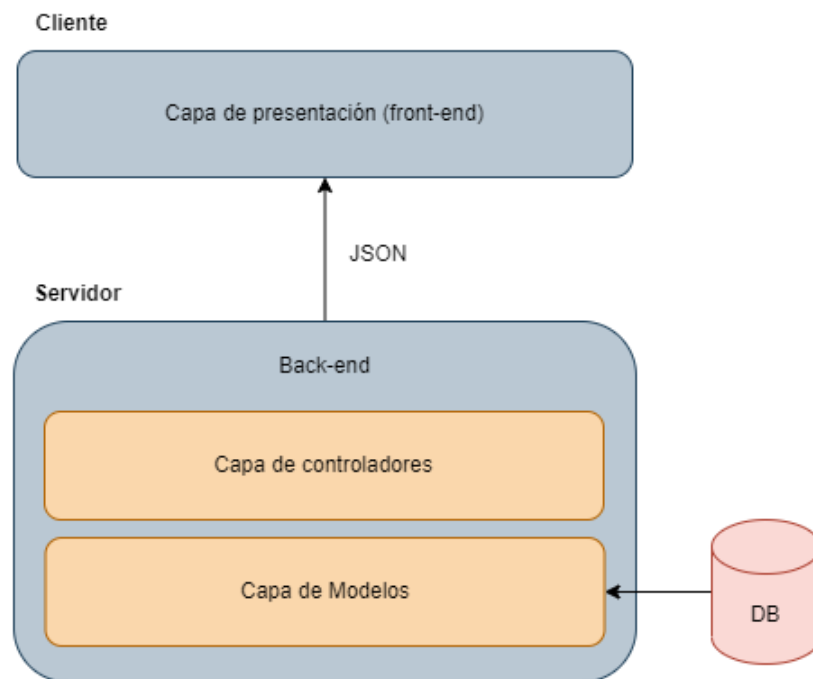 Cliente
Capa de presentación (front-end)
JSON
Servidor
Back-end
Capa de controladores
Capa de Modelos
DB